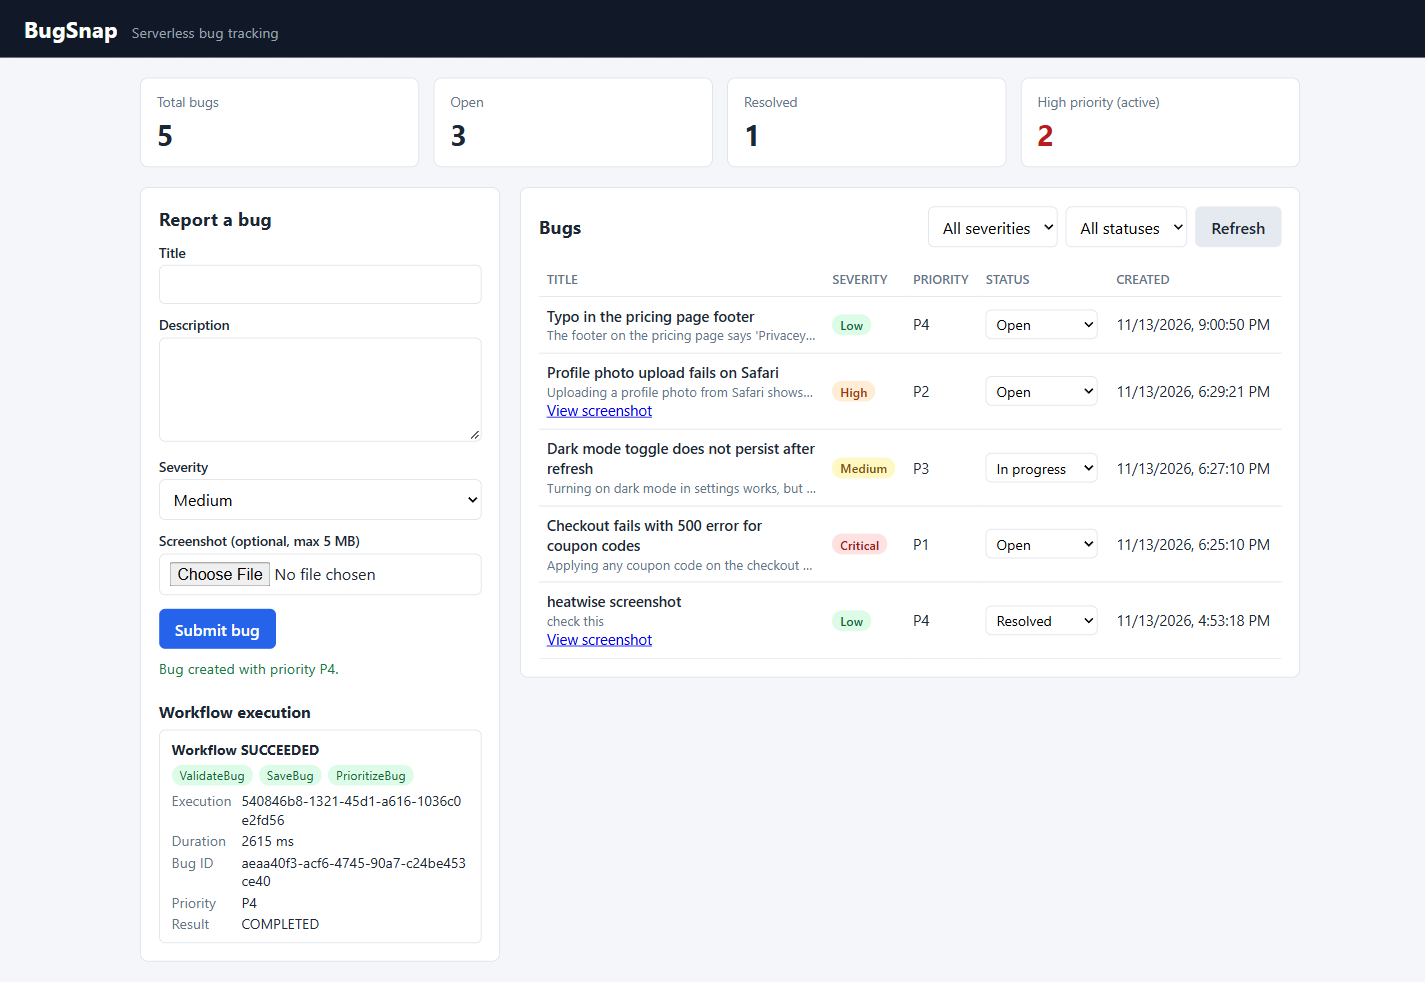 BugSnap Serverless bug tracking
Total bugs
5
Open
3
Resolved
1
High priority (active)
2
Report a bug
Title
Description
Severity
Medium
Screenshot (optional, max 5 MB)
Choose File No file chosen
Submit bug
Bug created with priority P4.
Workflow execution
Workflow SUCCEEDED
ValidateBug SaveBug PrioritizeBug
Execution 540846b8-1321-45d1-a616-1036c0
e2fd56
Duration 2615 ms
Bug ID aeaa40f3-acf6-4745-90a7-c24be453
ce40
Priority P4
Result COMPLETED
Bugs All severities All statuses Refresh
TITLE SEVERITY PRIORITY STATUS CREATED
Typo in the pricing page footer
The footer on the pricing page says 'Privacey...
Low P4 Open 11/13/2026, 9:00:50 PM
Profile photo upload fails on Safari
Uploading a profile photo from Safari shows...
View screenshot
High P2 Open 11/13/2026, 6:29:21 PM
Dark mode toggle does not persist after
refresh
Turning on dark mode in settings works, but ...
Medium P3 In progress 11/13/2026, 6:27:10 PM
Checkout fails with 500 error for
coupon codes
Applying any coupon code on the checkout ...
Critical P1 Open 11/13/2026, 6:25:10 PM
heatwise screenshot
check this
View screenshot
Low P4 Resolved 11/13/2026, 4:53:18 PM